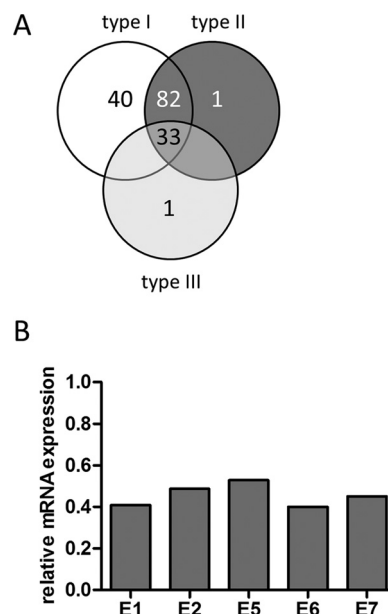 A
type I
type II
40
82
1
33
1
type III
B
relative mRNA expression
1.0
0.8
0.6
0.4
0.2
0.0
E1
E2
E5
E6
E7